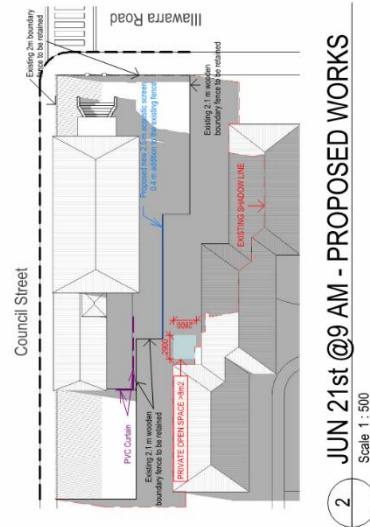 Council Street
Illawarra Road
Existing 2m boundary
fence to be retained
Proposed new 2.5 m acoustic screen
0.4 m addition to the existing fence
Existing 2.1 m wooden
boundary fence to be retained
EXISTING SHADOW LINE
2900
2900
PRIVATE OPEN SPACE >8m2
PVC Curtain
Existing 2.1 m wooden
boundary fence to be retained
2
JUN 21st @9 AM - PROPOSED WORKS
Scale 1 : 500